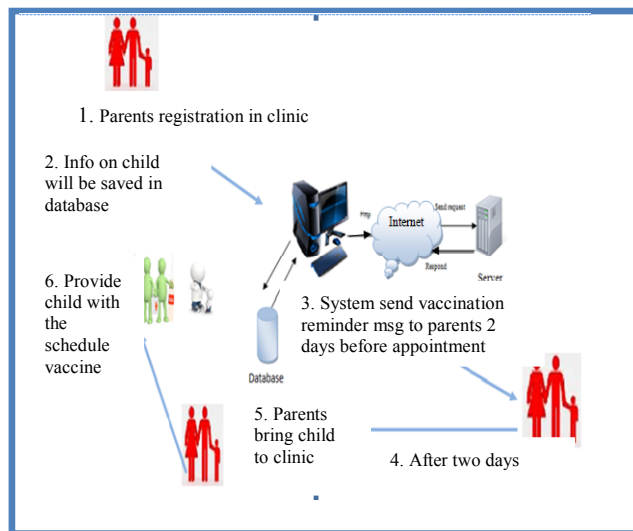 1. Parents registration in clinic
2. Info on child
will be saved in
database
Http
Internet
Send request
Respond
Server
Database
3. System send vaccination
reminder msg to parents 2
days before appointment
4. After two days
5. Parents
bring child
to clinic
6. Provide
child with
the
schedule
vaccine